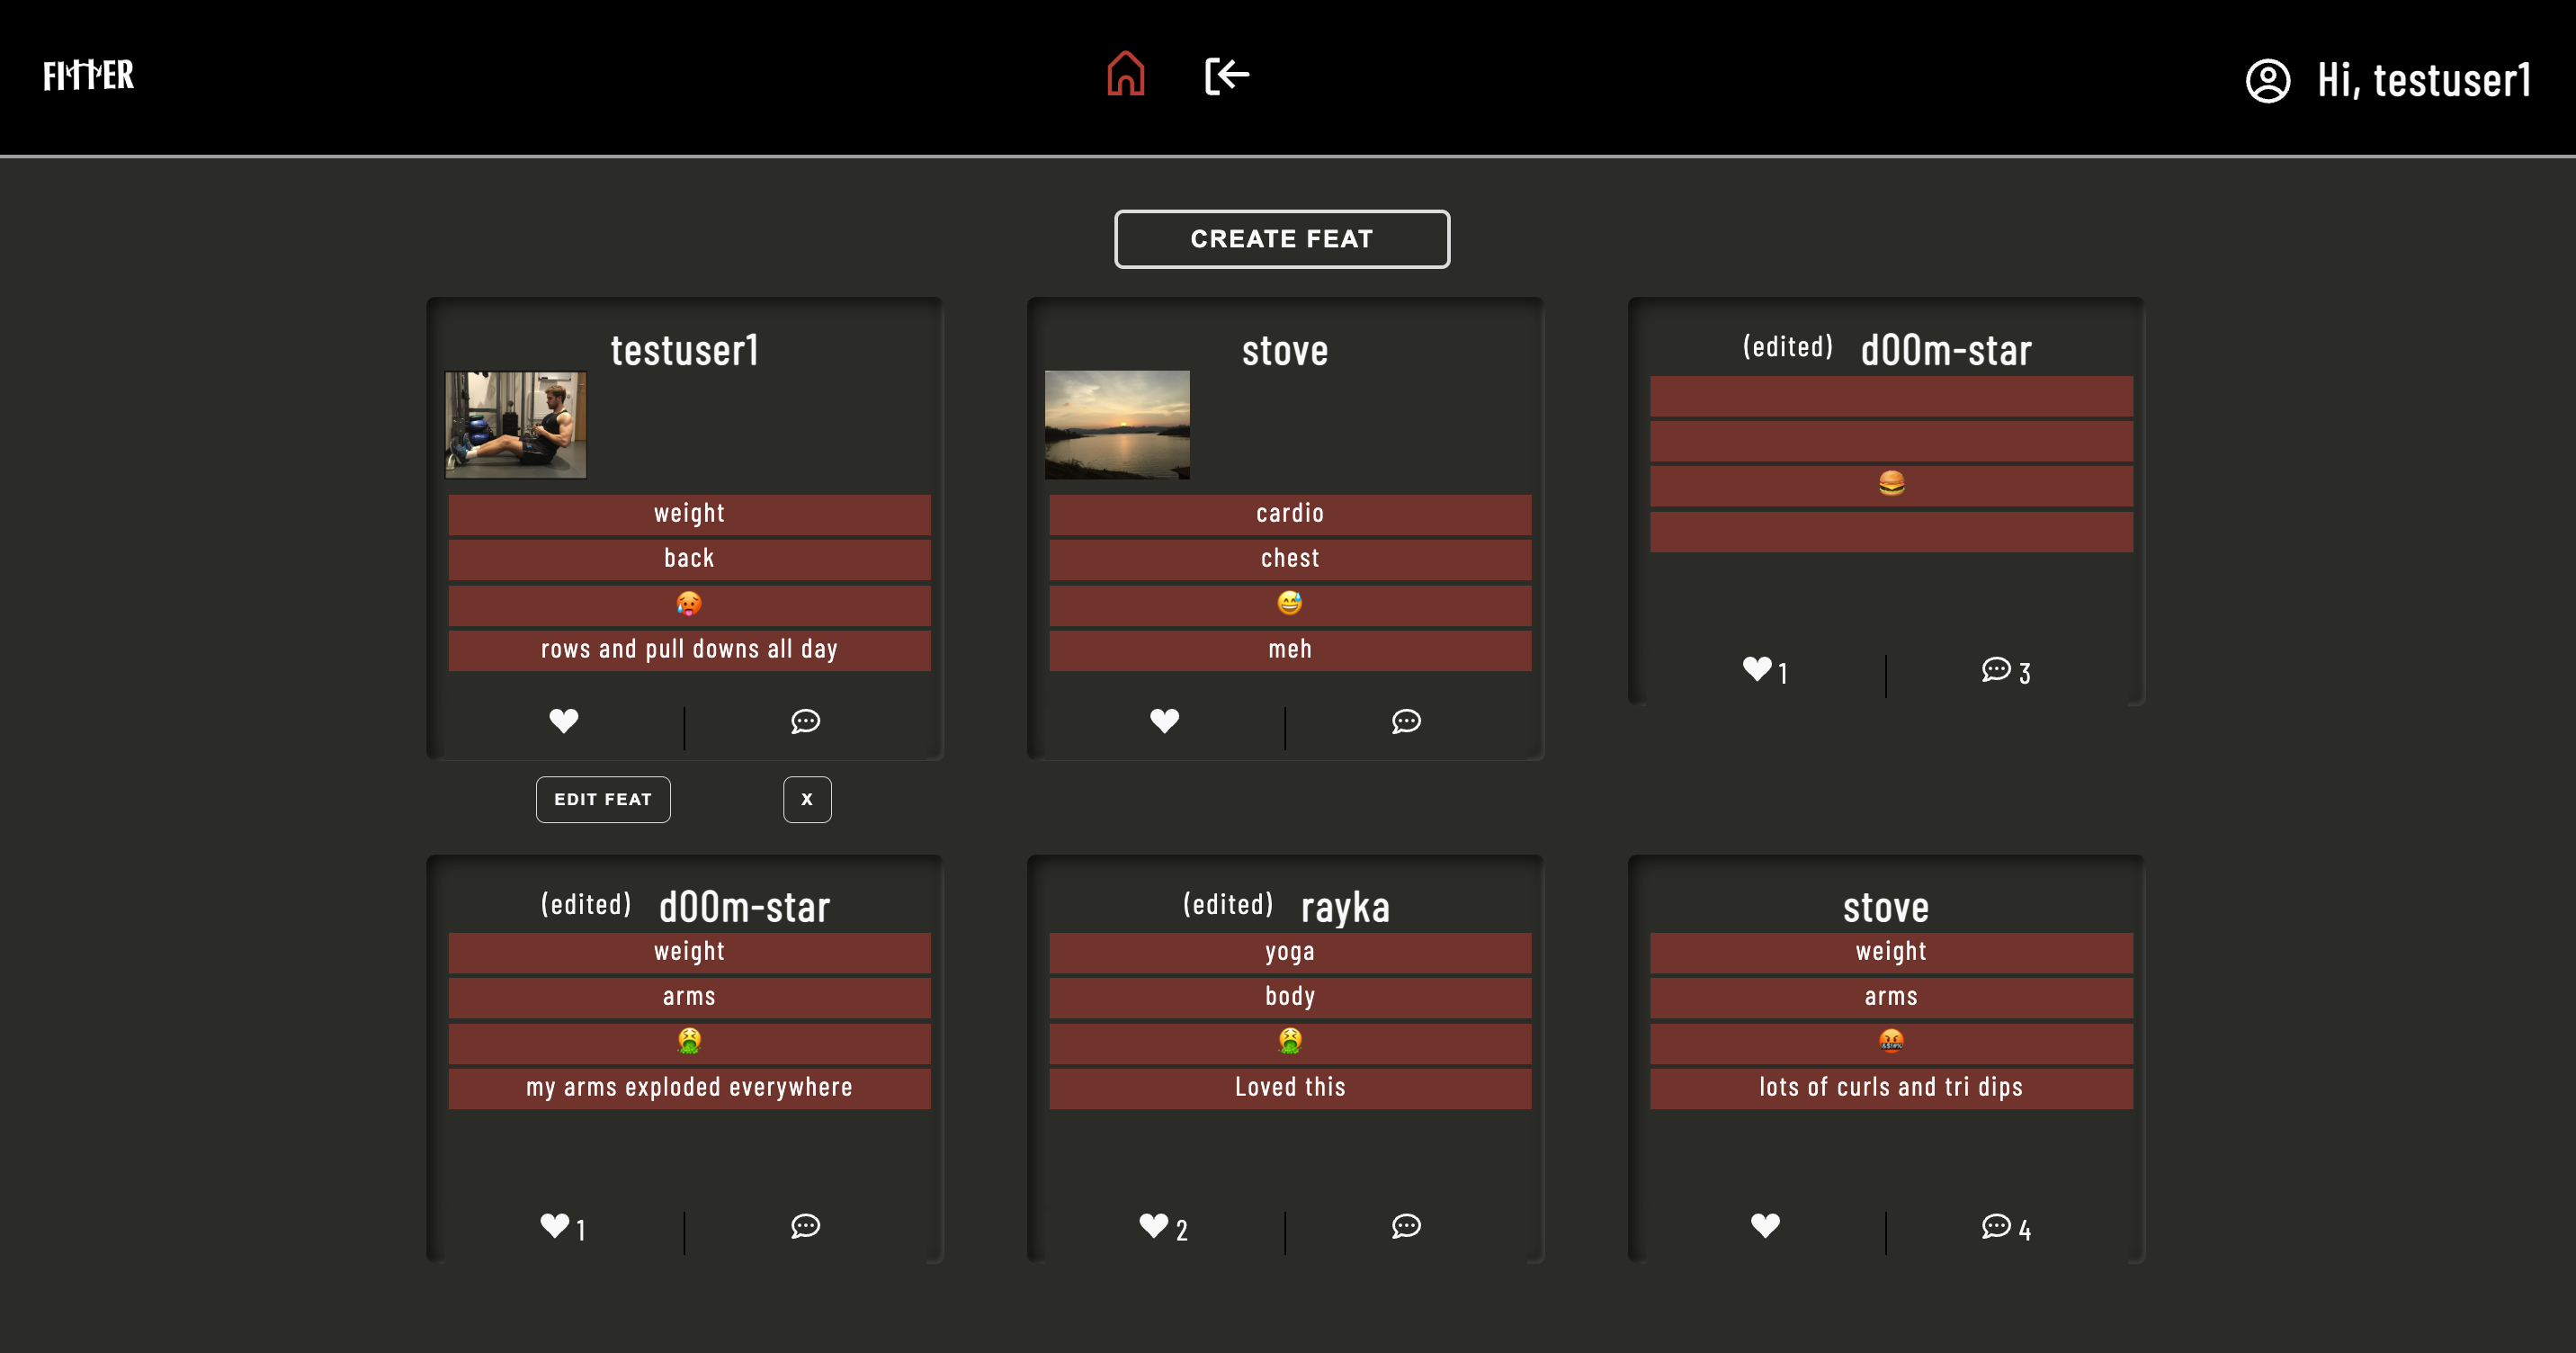 FITTER
Hi, testuser1
CREATE FEAT
testuser1
weight
back
🥵
rows and pull downs all day
EDIT FEAT X
stove
cardio
chest
😅
meh
(edited) d00m-star
🍔
1 3
(edited) d00m-star
weight
arms
🤮
my arms exploded everywhere
1
(edited) rayka
yoga
body
🤮
Loved this
2
stove
weight
arms
🤬
lots of curls and tri dips
4